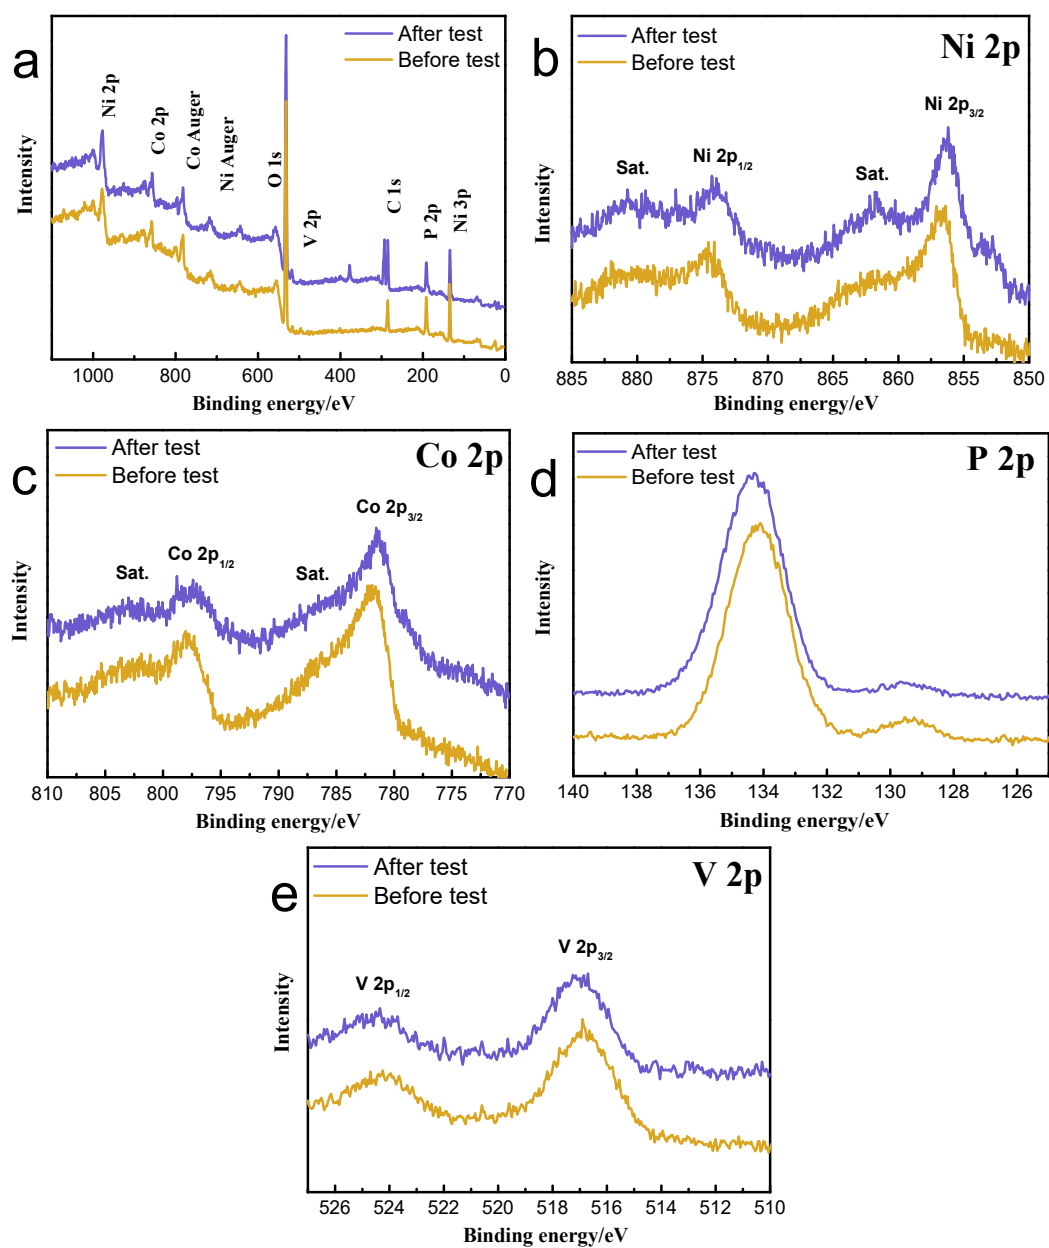 a
After test
Before test
Ni 2p
Co 2p
Co Auger
Ni Auger
O 1s
V 2p
C 1s
P 2p
Ni 3p
Intensity
1000 800 600 400 200 0
Binding energy/eV
b
After test
Before test
Ni 2p
Sat.
Ni 2p1/2
Sat.
Ni 2p3/2
Intensity
885 880 875 870 865 860 855 850
Binding energy/eV
c
After test
Before test
Co 2p
Sat.
Co 2p1/2
Sat.
Co 2p3/2
Intensity
810 805 800 795 790 785 780 775 770
Binding energy/eV
d
After test
Before test
P 2p
Intensity
140 138 136 134 132 130 128 126
Binding energy/eV
e
After test
Before test
V 2p
V 2p1/2
V 2p3/2
Intensity
526 524 522 520 518 516 514 512 510
Binding energy/eV